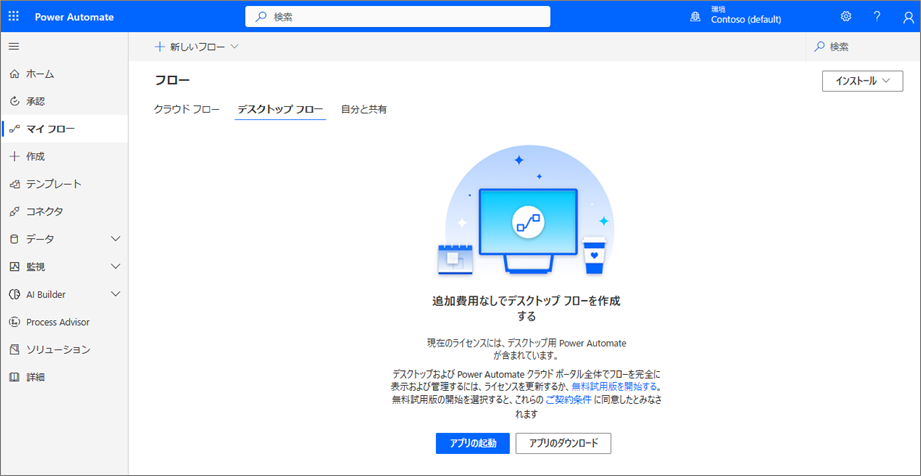 Power Automate
検索
環境
Contoso (default)
?
新しいフロー
検索
ホーム
承認
マイ フロー
作成
テンプレート
コネクタ
データ
監視
AI Builder
Process Advisor
ソリューション
詳細
フロー
インストール
クラウド フロー デスクトップ フロー 自分と共有
追加費用なしでデスクトップ フローを作成
する
現在のライセンスには、デスクトップ用 Power Automate
が含まれています。
デスクトップおよび Power Automate クラウド ポータル全体でフローを完全に
表示および管理するには、ライセンスを更新するか、無料試用版を開始する。
無料試用版の開始を選択すると、これらの ご契約条件 に同意したとみなさ
れます
アプリの起動 アプリのダウンロード